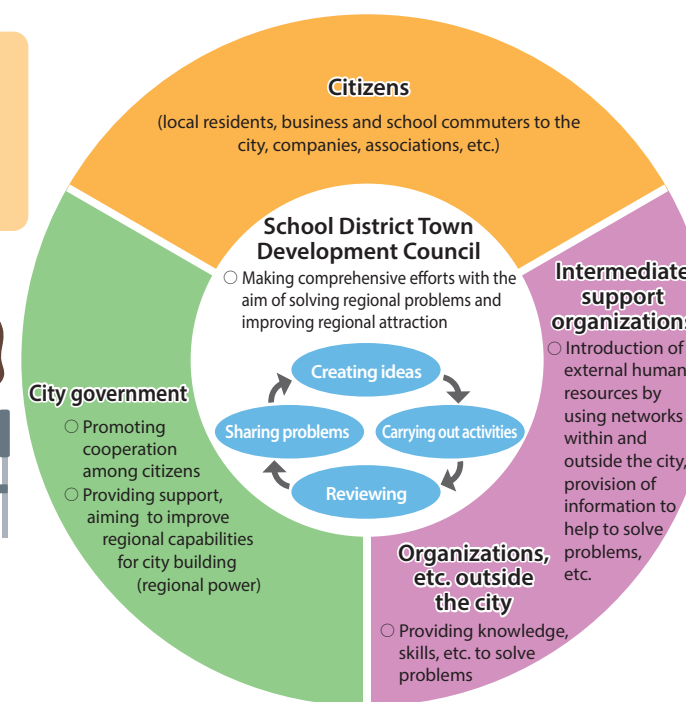 Citizens
(local residents, business and school commuters to the
city, companies, associations, etc.)
School District Town
Development Council
○ Making comprehensive efforts with the
aim of solving regional problems and
improving regional attraction
Creating ideas
Sharing problems
Carrying out activities
Reviewing
City government
○ Promoting
cooperation
among citizens
○ Providing support,
aiming to improve
regional capabilities
for city building
(regional power)
Intermediate
support
organizations
○ Introduction of
external human
resources by
using networks
within and
outside the city,
provision of
information to
help to solve
problems,
etc.
Organizations,
etc. outside
the city
○ Providing knowledge,
skills, etc. to solve
problems